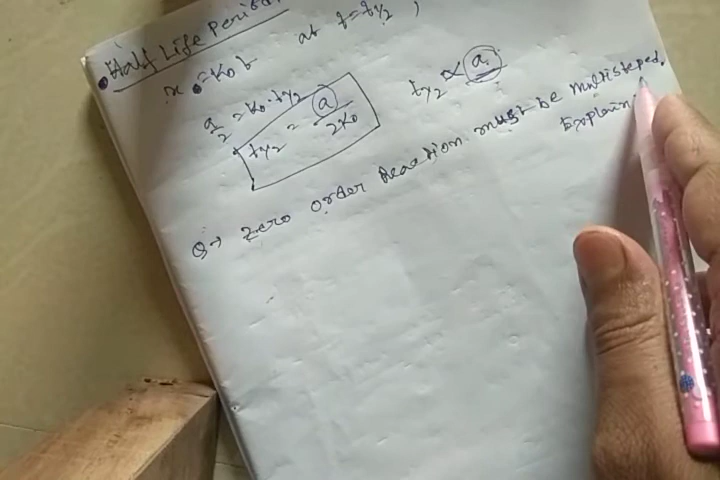 Half Life Period
x = K₀t at t = t½,
a/2 = K₀·t½
t½ = a/2K₀ t½ ∝ a
Q→ Zero Order Reaction must be multisteped.
Explain